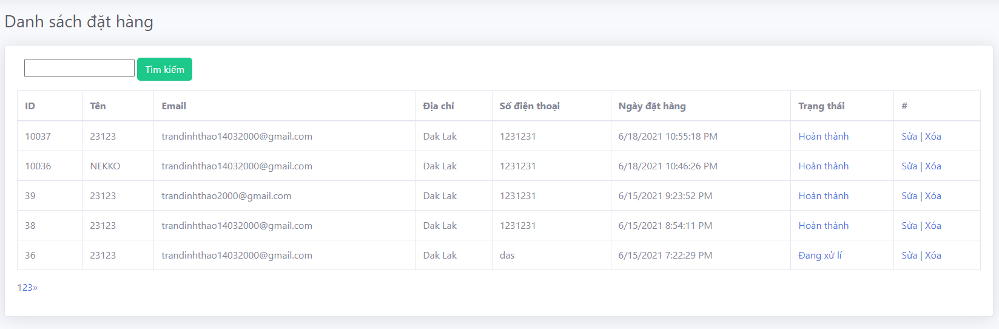 Danh sách đặt hàng
Tìm kiếm
ID Tên Email Địa chỉ Số điện thoại Ngày đặt hàng Trạng thái #
10037 23123 trandinhthao14032000@gmail.com Dak Lak 1231231 6/18/2021 10:55:18 PM Hoàn thành Sửa | Xóa
10036 NEKKO trandinhthao14032000@gmail.com Dak Lak 1231231 6/18/2021 10:46:26 PM Hoàn thành Sửa | Xóa
39 23123 trandinhthao2000@gmail.com Dak Lak 1231231 6/15/2021 9:23:52 PM Hoàn thành Sửa | Xóa
38 23123 trandinhthao14032000@gmail.com Dak Lak 1231231 6/15/2021 8:54:11 PM Hoàn thành Sửa | Xóa
36 23123 trandinhthao14032000@gmail.com Dak Lak das 6/15/2021 7:22:29 PM Đang xử lí Sửa | Xóa
123»